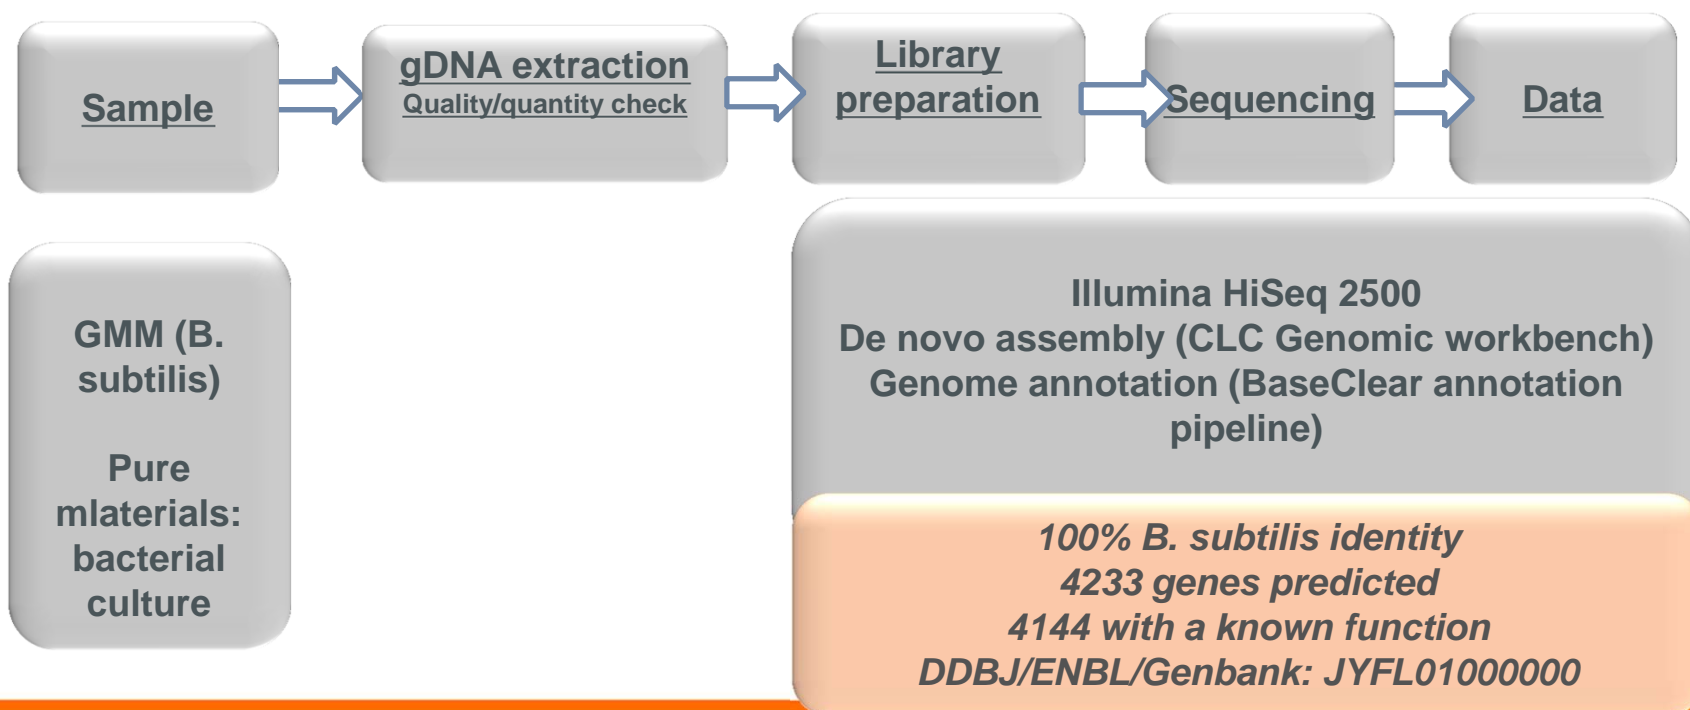 Sample
gDNA extraction
Quality/quantity check
Library
preparation
Sequencing
Data
GMM (B.
subtilis)
Pure
mlaterials:
bacterial
culture
Illumina HiSeq 2500
De novo assembly (CLC Genomic workbench)
Genome annotation (BaseClear annotation
pipeline)
100% B. subtilis identity
4233 genes predicted
4144 with a known function
DDBJ/ENBL/Genbank: JYFL01000000